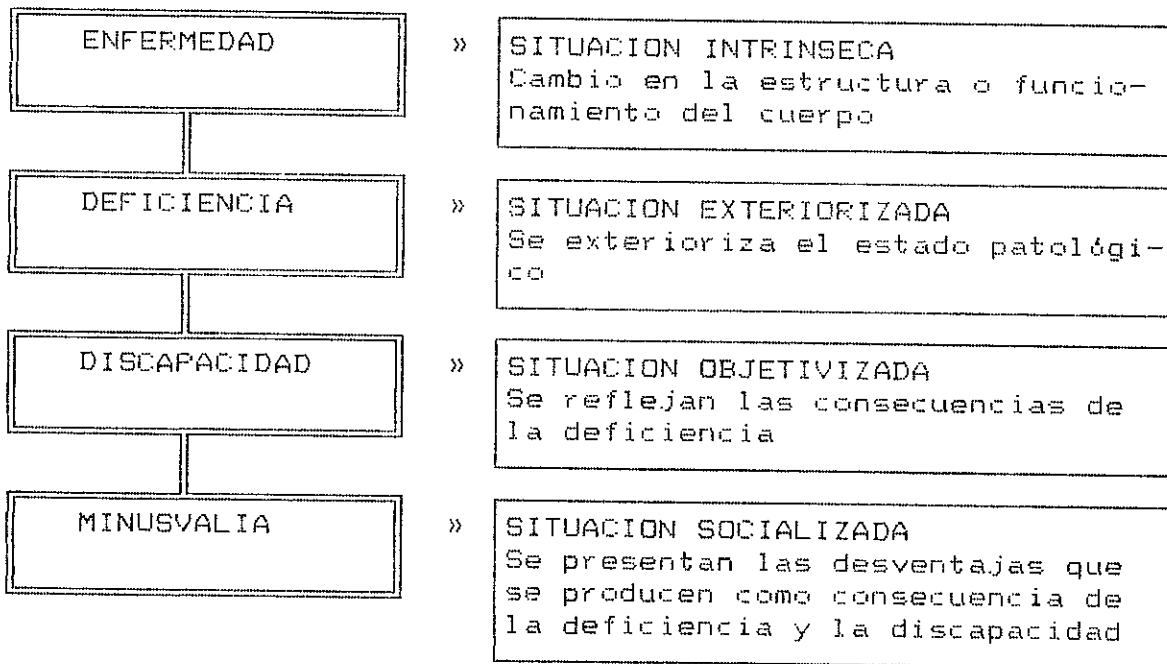 ENFERMEDAD » SITUACION INTRINSECA
Cambio en la estructura o funcio-
namiento del cuerpo
DEFICIENCIA » SITUACION EXTERIORIZADA
Se exterioriza el estado patológi-
co
DISCAPACIDAD » SITUACION OBJETIVIZADA
Se reflejan las consecuencias de
la deficiencia
MINUSVALIA » SITUACION SOCIALIZADA
Se presentan las desventajas que
se producen como consecuencia de
la deficiencia y la discapacidad